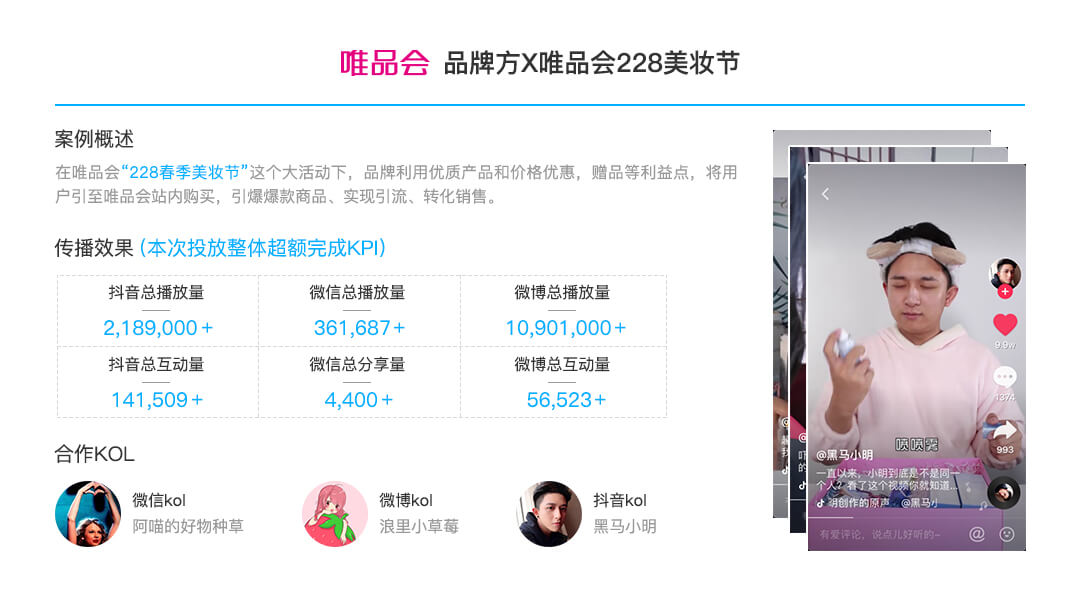 唯品会 品牌方X唯品会228美妆节
案例概述
在唯品会“228春季美妆节”这个大活动下，品牌利用优质产品和价格优惠，赠品等利益点，将用
户引至唯品会站内购买，引爆爆款商品、实现引流、转化销售。
传播效果 (本次投放整体超额完成KPI)
抖音总播放量
2,189,000+
微信总播放量
361,687+
微博总播放量
10,901,000+
抖音总互动量
141,509+
微信总分享量
4,400+
微博总互动量
56,523+
合作KOL
微信kol
阿喵的好物种草
微博kol
浪里小草莓
抖音kol
黑马小明
9.9w
1374
993
喷喷雾
@黑马小明
一直以来，小明到底是不是同一
个人？看了这个视频你就知道...
明创作的原声 @黑马小
有爱评论，说点儿好听的~